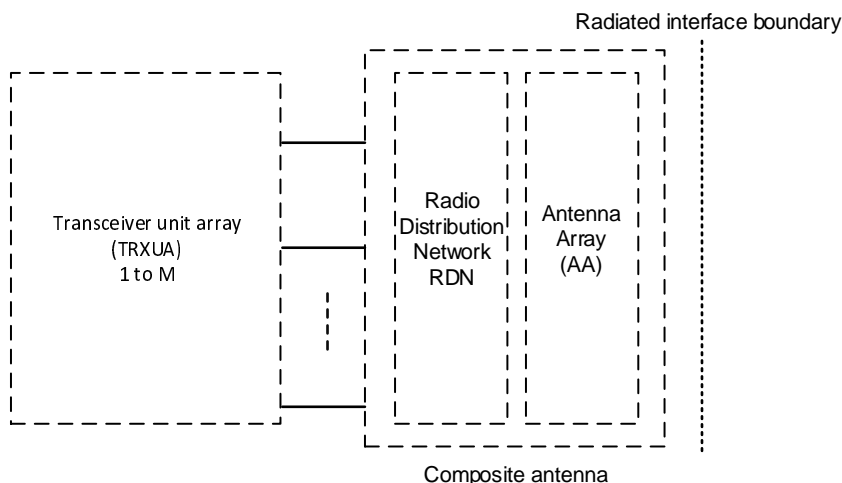 Radiated interface boundary
Transceiver unit array
(TRXUA)
1 to M
Radio
Distribution
Network
RDN
Antenna
Array
(AA)
Composite antenna